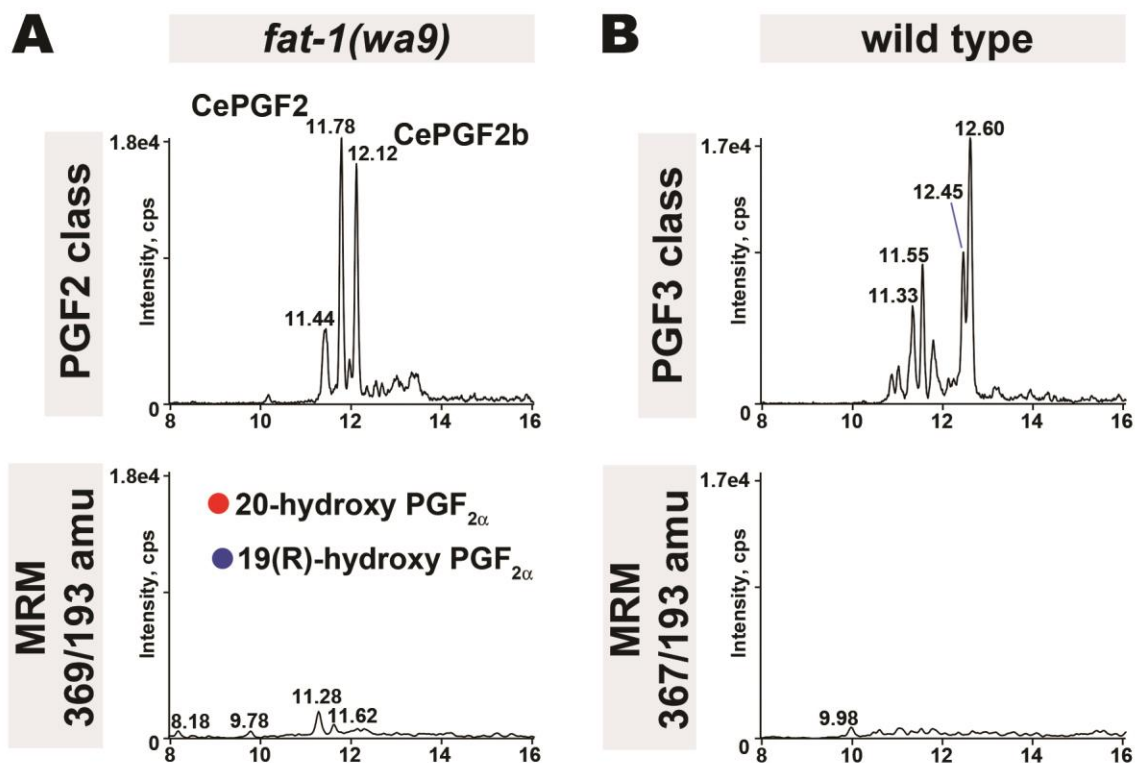 A
fat-1(wa9)
B
wild type
PGF2 class
Intensity, cps
1.8e4
0
CePGF2
11.78
CePGF2b
12.12
11.44
8 10 12 14 16
PGF3 class
Intensity, cps
1.7e4
0
12.60
12.45
11.55
11.33
8 10 12 14 16
MRM
369/193 amu
Intensity, cps
1.8e4
0
20-hydroxy PGF2α
19(R)-hydroxy PGF2α
11.28
8.18
9.78
11.62
8 10 12 14 16
MRM
367/193 amu
Intensity, cps
1.7e4
0
9.98
8 10 12 14 16